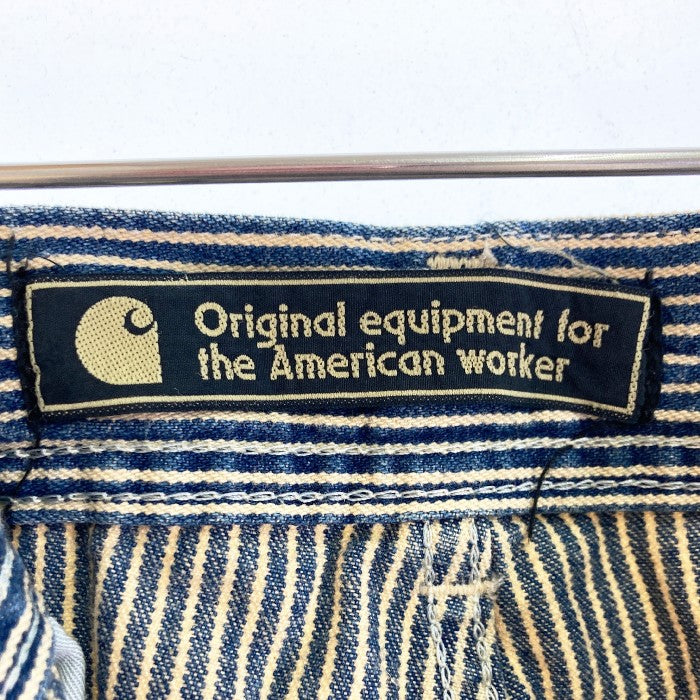 Original equipment for
the American worker